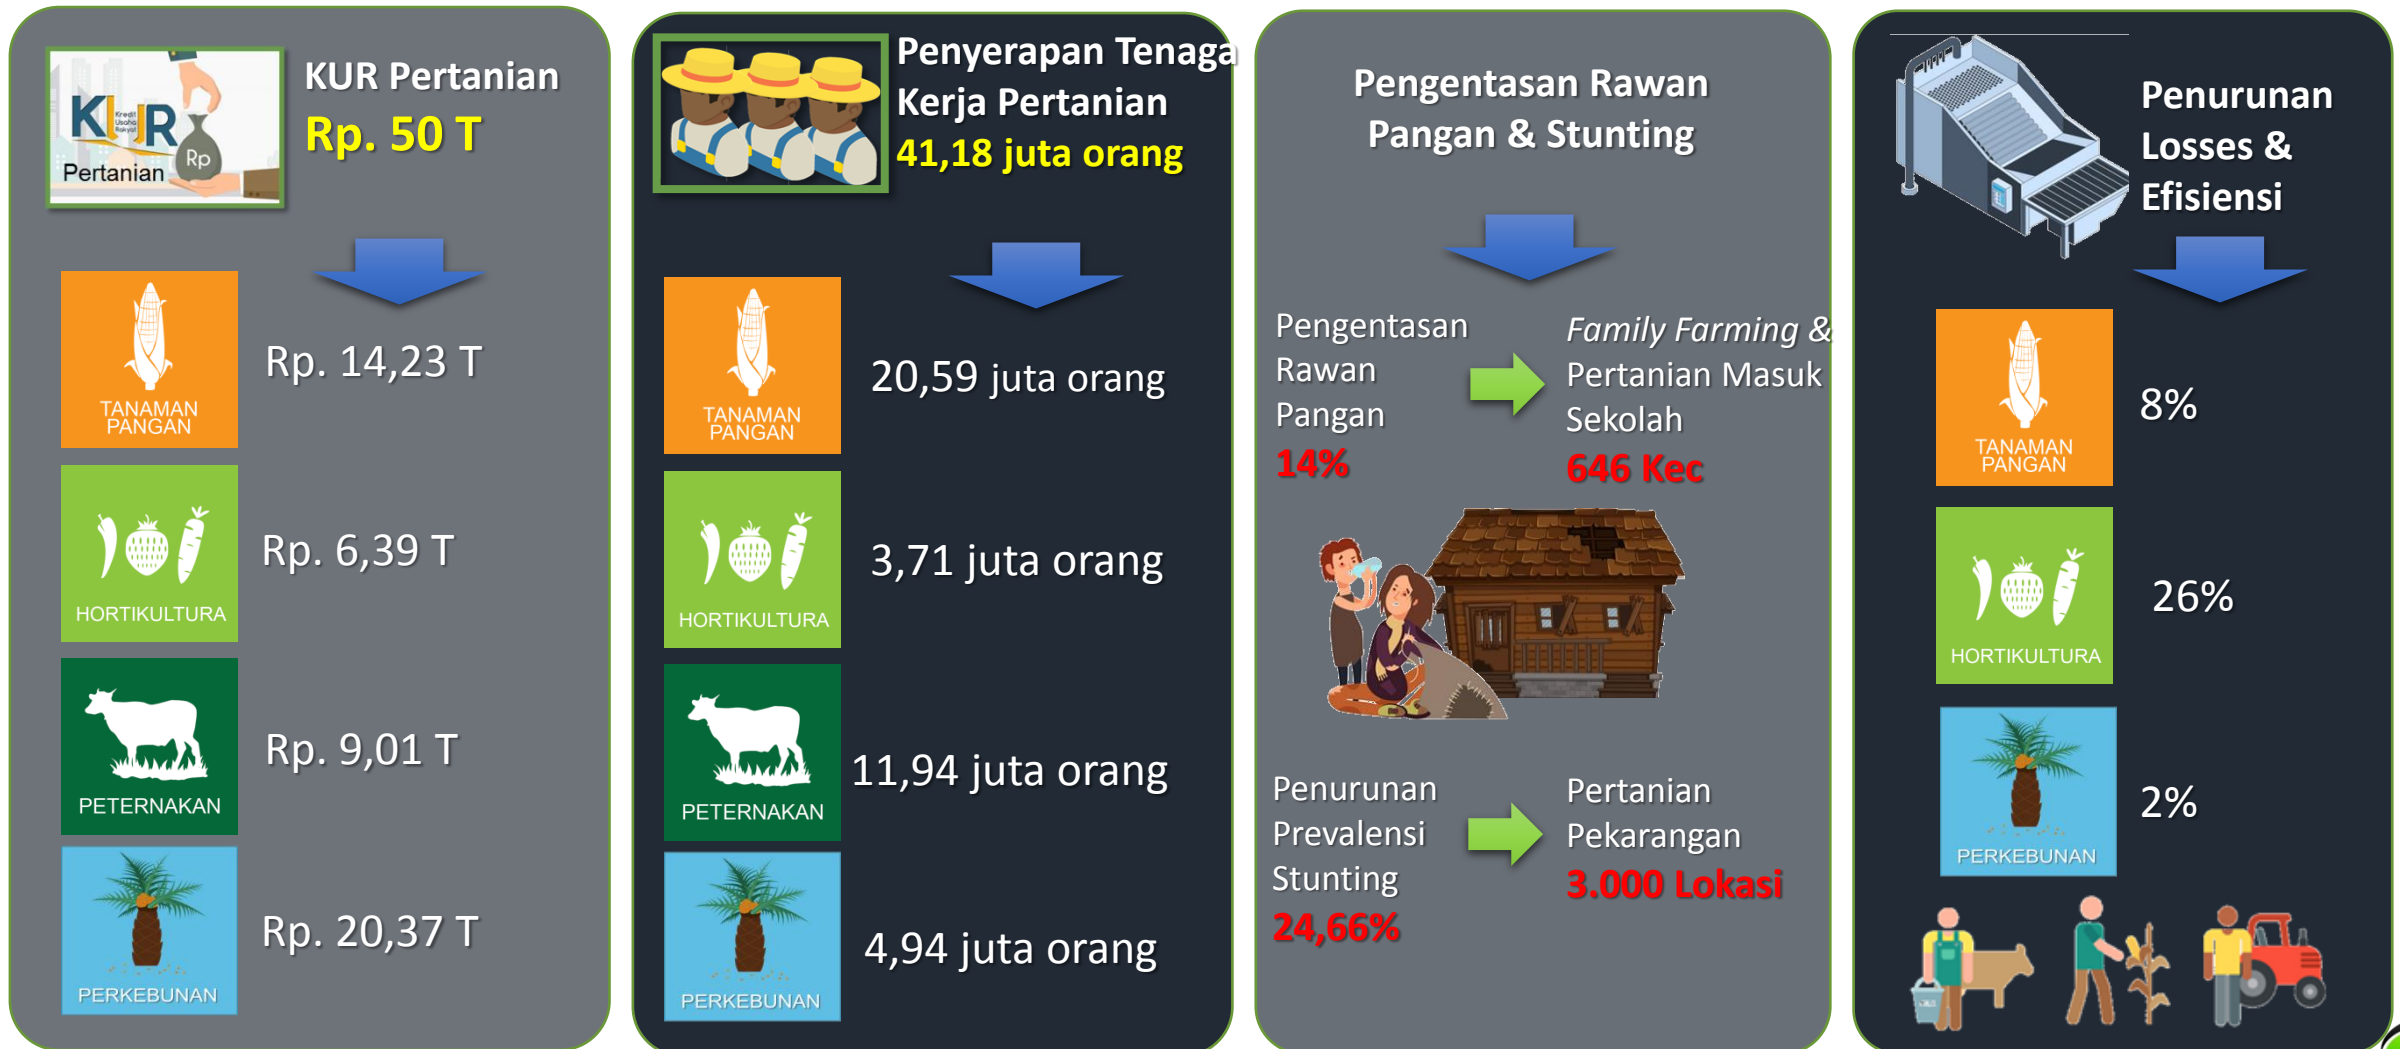 KUR
Kredit
Usaha
Rakyat
Pertanian
Rp
KUR Pertanian
Rp. 50 T
TANAMAN
PANGAN
Rp. 14,23 T
HORTIKULTURA
Rp. 6,39 T
PETERNAKAN
Rp. 9,01 T
PERKEBUNAN
Rp. 20,37 T
Penyerapan Tenaga
Kerja Pertanian
41,18 juta orang
TANAMAN
PANGAN
20,59 juta orang
HORTIKULTURA
3,71 juta orang
PETERNAKAN
11,94 juta orang
PERKEBUNAN
4,94 juta orang
Pengentasan Rawan
Pangan & Stunting
Pengentasan
Rawan
Pangan
14%
Family Farming &
Pertanian Masuk
Sekolah
646 Kec
Penurunan
Prevalensi
Stunting
24,66%
Pertanian
Pekarangan
3.000 Lokasi
Penurunan
Losses &
Efisiensi
TANAMAN
PANGAN
8%
HORTIKULTURA
26%
PERKEBUNAN
2%